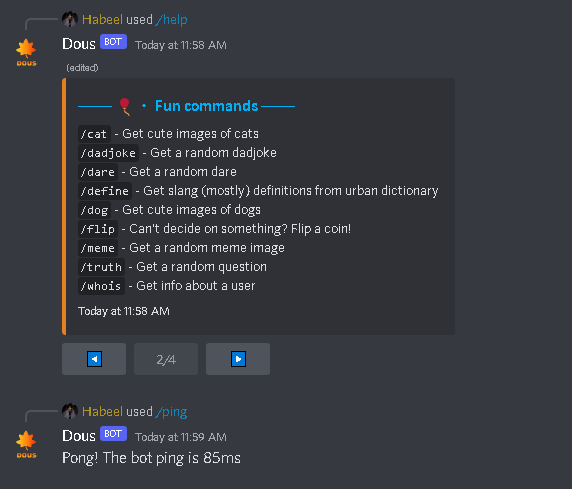 Habeel used /help
DOUS
Dous BOT Today at 11:58 AM
(edited)
• Fun commands
/cat - Get cute images of cats
/dadjoke - Get a random dadjoke
/dare - Get a random dare
/define - Get slang (mostly) definitions from urban dictionary
/dog - Get cute images of dogs
/flip - Can't decide on something? Flip a coin!
/meme - Get a random meme image
/truth - Get a random question
/whois - Get info about a user
Today at 11:58 AM
2/4
Habeel used /ping
DOUS
Dous BOT Today at 11:59 AM
Pong! The bot ping is 85ms